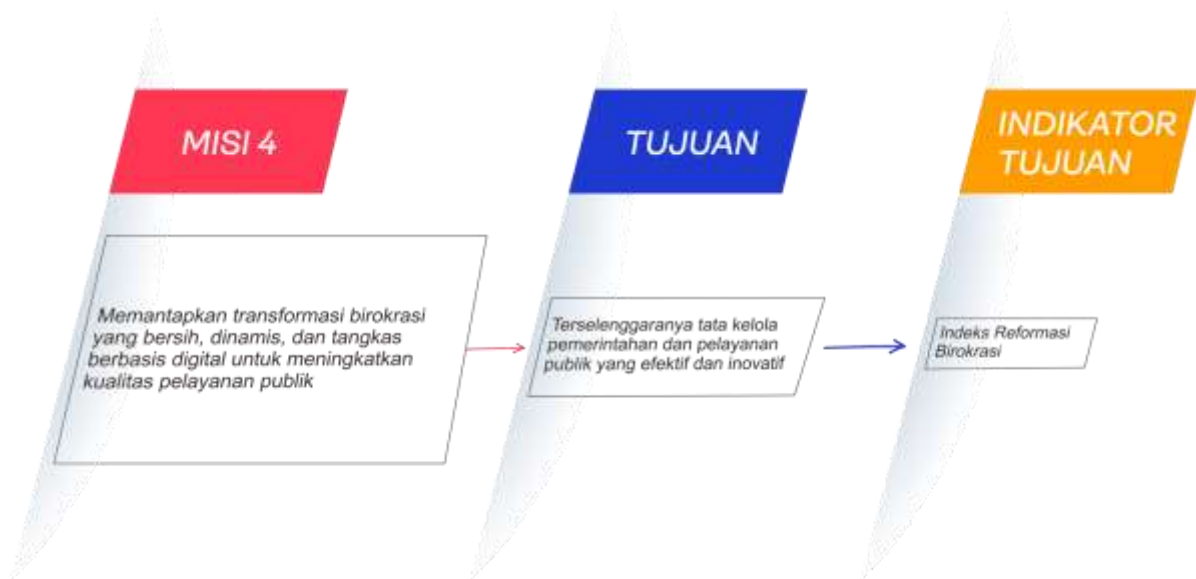 MISI 4
Memantapkan transformasi birokrasi
yang bersih, dinamis, dan tangkas
berbasis digital untuk meningkatkan
kualitas pelayanan publik
TUJUAN
Terselenggaranya tata kelola
pemerintahan dan pelayanan
publik yang efektif dan inovatif
INDIKATOR
TUJUAN
Indeks Reformasi
Birokrasi